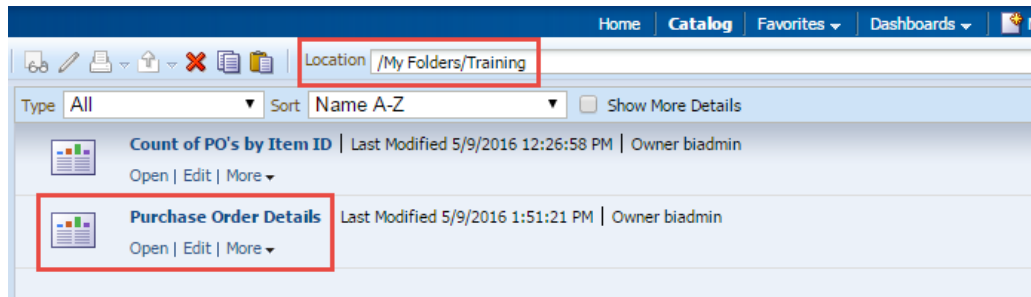 Home Catalog Favorites Dashboards
Location /My Folders/Training
Type All Sort Name A-Z Show More Details
Count of PO's by Item ID | Last Modified 5/9/2016 12:26:58 PM | Owner biadmin
Open | Edit | More
Purchase Order Details Last Modified 5/9/2016 1:51:21 PM | Owner biadmin
Open | Edit | More